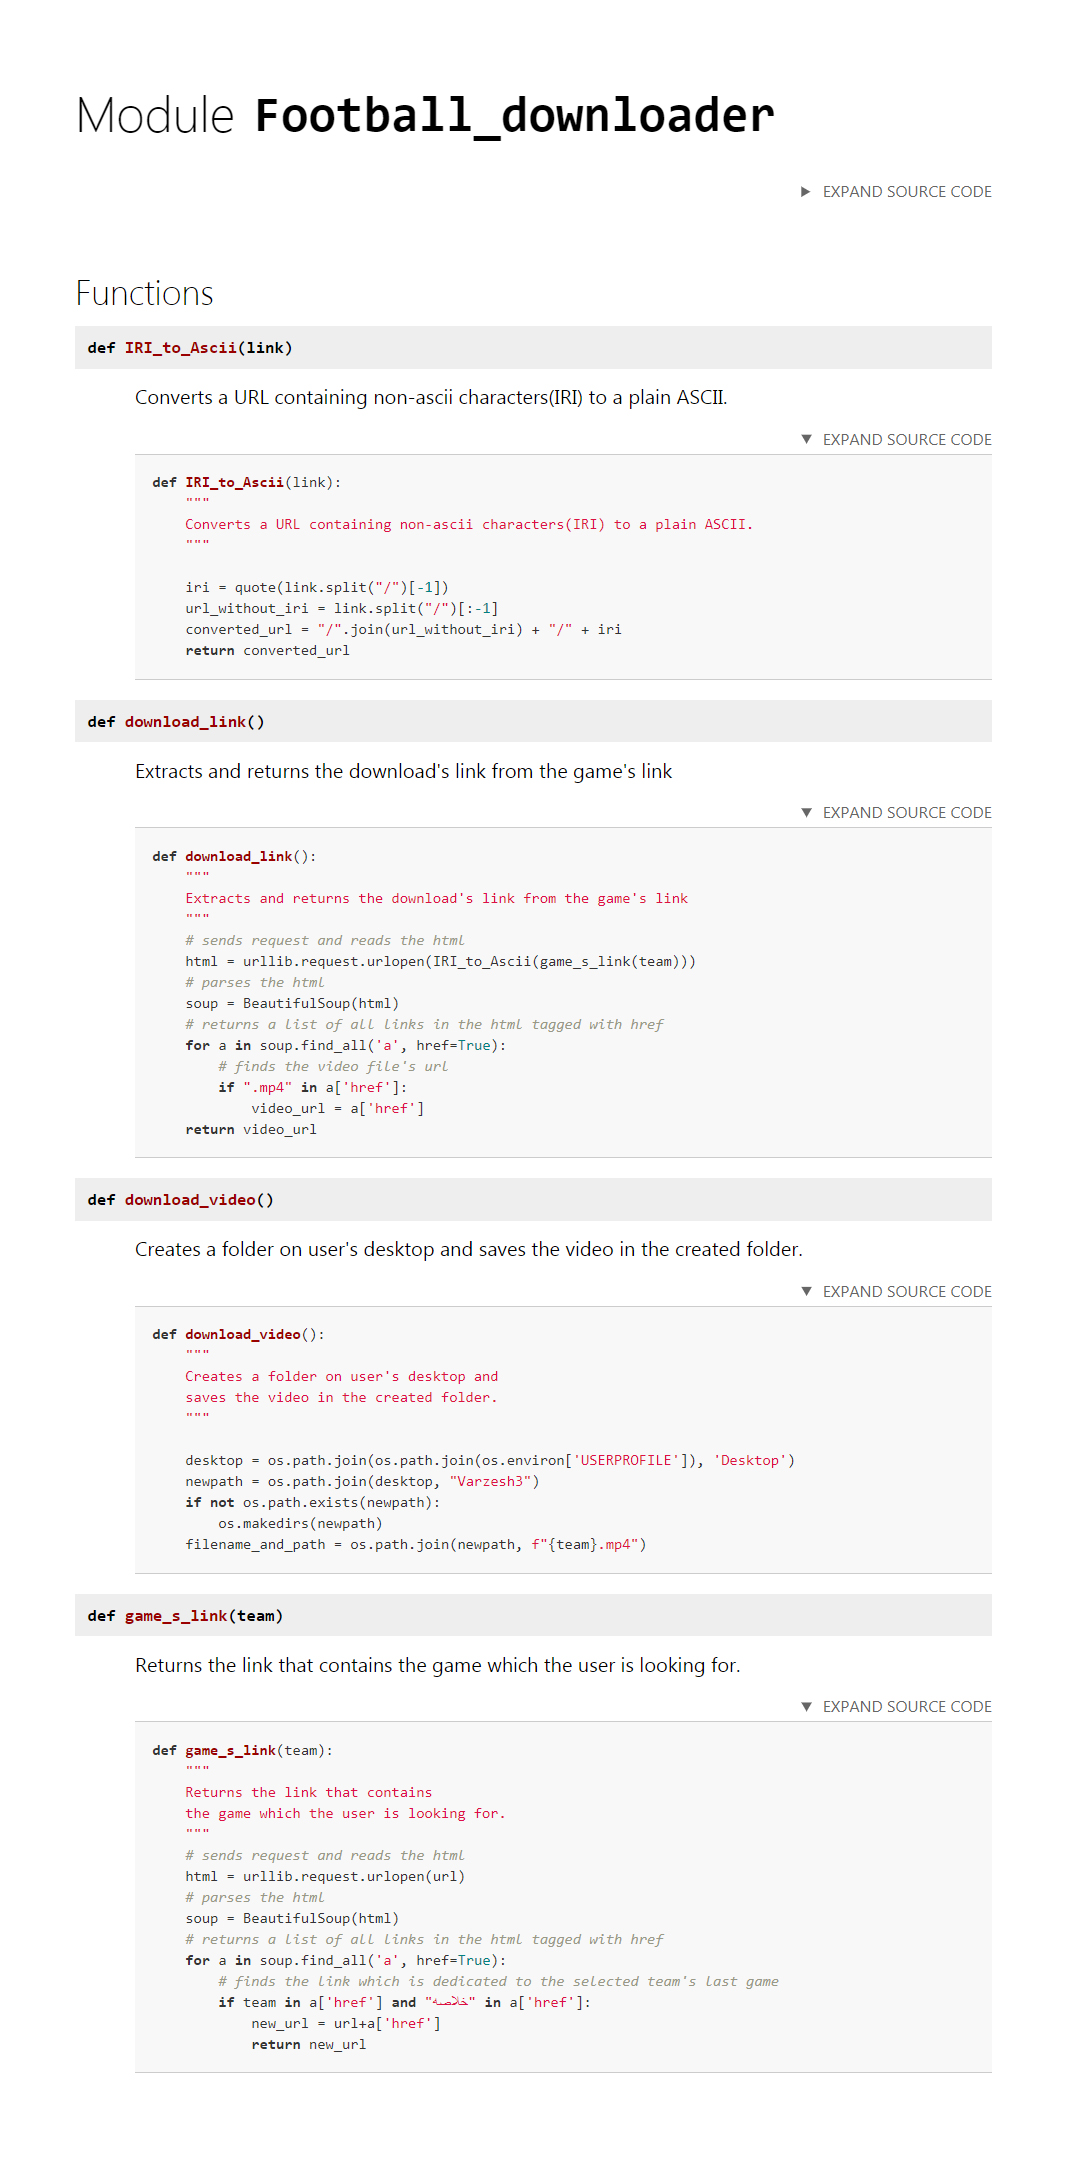 Module Football_downloader
▶ EXPAND SOURCE CODE
Functions
def IRI_to_Ascii(link)
Converts a URL containing non-ascii characters(IRI) to a plain ASCII.
▼ EXPAND SOURCE CODE
def IRI_to_Ascii(link):
    """
    Converts a URL containing non-ascii characters(IRI) to a plain ASCII.
    """
    iri = quote(link.split("/")[-1])
    url_without_iri = link.split("/")[:-1]
    converted_url = "/".join(url_without_iri) + "/" + iri
    return converted_url
def download_link()
Extracts and returns the download's link from the game's link
▼ EXPAND SOURCE CODE
def download_link():
    """
    Extracts and returns the download's link from the game's link
    """
    # sends request and reads the html
    html = urllib.request.urlopen(IRI_to_Ascii(game_s_link(team)))
    # parses the html
    soup = BeautifulSoup(html)
    # returns a list of all links in the html tagged with href
    for a in soup.find_all('a', href=True):
        # finds the video file's url
        if ".mp4" in a['href']:
            video_url = a['href']
    return video_url
def download_video()
Creates a folder on user's desktop and saves the video in the created folder.
▼ EXPAND SOURCE CODE
def download_video():
    """
    Creates a folder on user's desktop and
    saves the video in the created folder.
    """
    desktop = os.path.join(os.path.join(os.environ['USERPROFILE']), 'Desktop')
    newpath = os.path.join(desktop, "Varzesh3")
    if not os.path.exists(newpath):
        os.makedirs(newpath)
    filename_and_path = os.path.join(newpath, f"{team}.mp4")
def game_s_link(team)
Returns the link that contains the game which the user is looking for.
▼ EXPAND SOURCE CODE
def game_s_link(team):
    """
    Returns the link that contains
    the game which the user is looking for.
    """
    # sends request and reads the html
    html = urllib.request.urlopen(url)
    # parses the html
    soup = BeautifulSoup(html)
    # returns a list of all links in the html tagged with href
    for a in soup.find_all('a', href=True):
        # finds the link which is dedicated to the selected team's last game
        if team in a['href'] and "خلاصه" in a['href']:
            new_url = url+a['href']
            return new_url